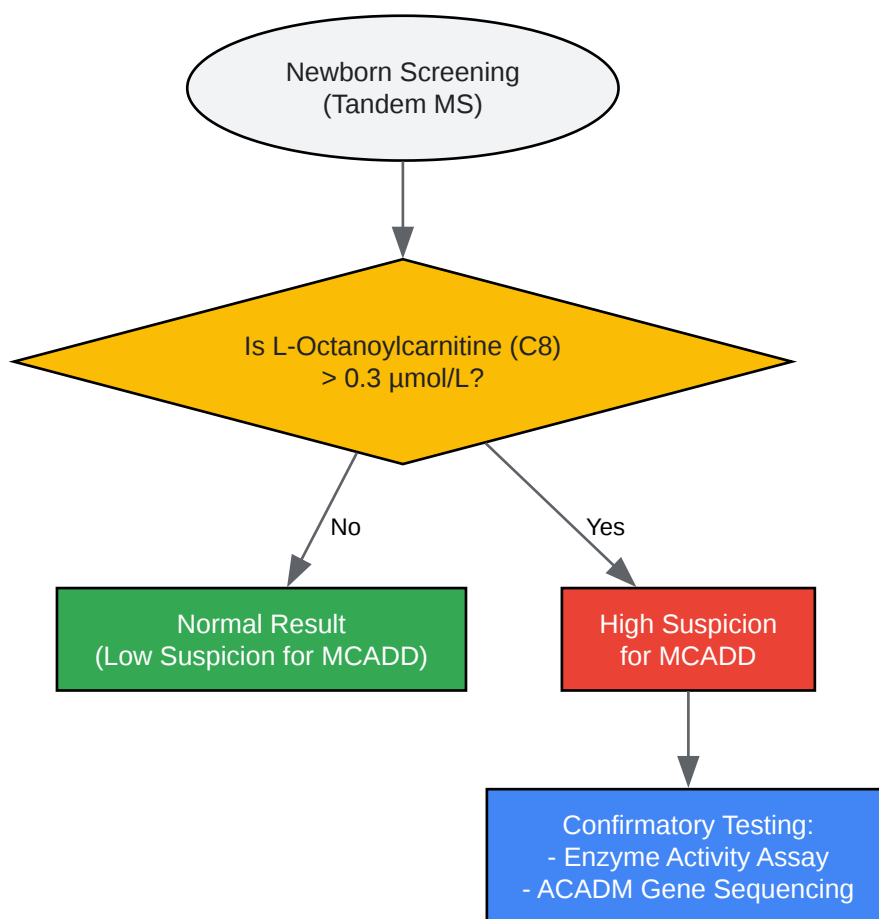 Newborn Screening
(Tandem MS)
Is L-Octanoylcarnitine (C8)
> 0.3 µmol/L?
No
Yes
Normal Result
(Low Suspicion for MCADD)
High Suspicion
for MCADD
Confirmatory Testing:
- Enzyme Activity Assay
- ACADM Gene Sequencing